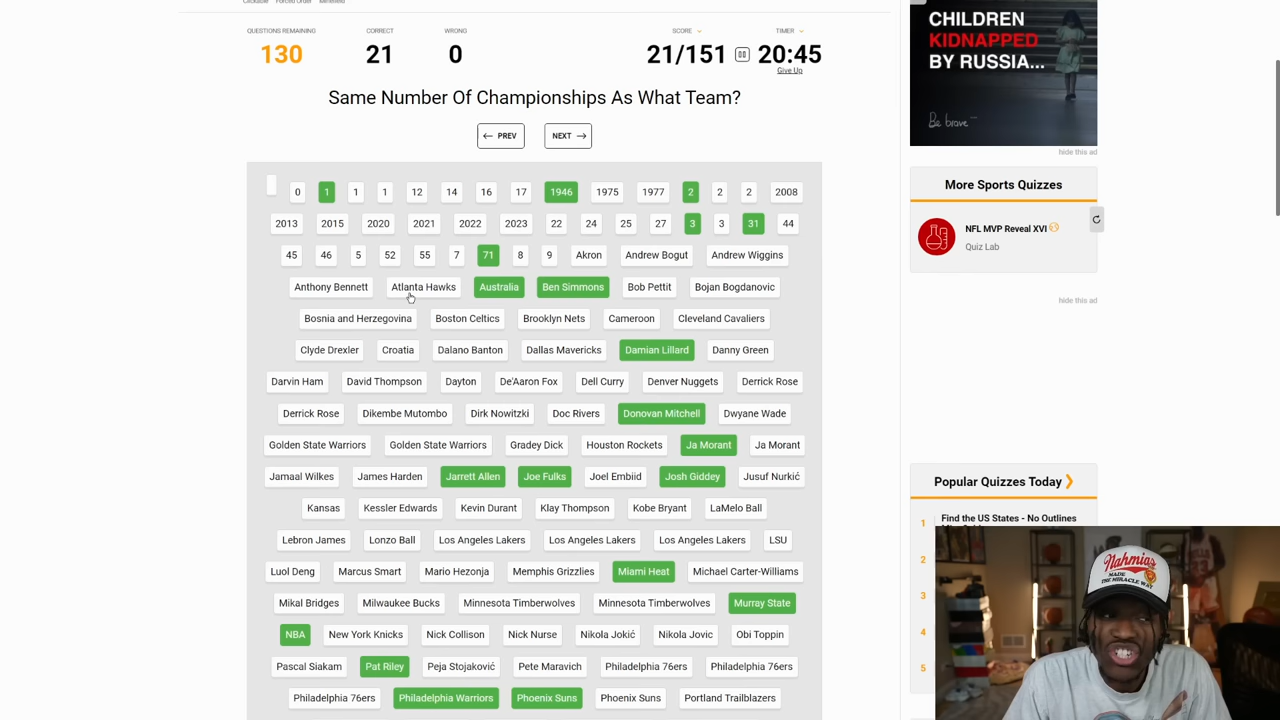 Clickable Forced Order Minefield
QUESTIONS REMAINING CORRECT WRONG SCORE TIMER
130 21 0 21/151 20:45
Give Up
Same Number Of Championships As What Team?
← PREV NEXT →
0 1 1 1 12 14 16 17 1946 1975 1977 2 2 2 2008
2013 2015 2020 2021 2022 2023 22 24 25 27 3 3 31 44
45 46 5 52 55 7 71 8 9 Akron Andrew Bogut Andrew Wiggins
Anthony Bennett Atlanta Hawks Australia Ben Simmons Bob Pettit Bojan Bogdanovic
Bosnia and Herzegovina Boston Celtics Brooklyn Nets Cameroon Cleveland Cavaliers
Clyde Drexler Croatia Dalano Banton Dallas Mavericks Damian Lillard Danny Green
Darvin Ham David Thompson Dayton De'Aaron Fox Dell Curry Denver Nuggets Derrick Rose
Derrick Rose Dikembe Mutombo Dirk Nowitzki Doc Rivers Donovan Mitchell Dwyane Wade
Golden State Warriors Golden State Warriors Gradey Dick Houston Rockets Ja Morant Ja Morant
Jamaal Wilkes James Harden Jarrett Allen Joe Fulks Joel Embiid Josh Giddey Jusuf Nurkić
Kansas Kessler Edwards Kevin Durant Klay Thompson Kobe Bryant LaMelo Ball
Lebron James Lonzo Ball Los Angeles Lakers Los Angeles Lakers Los Angeles Lakers LSU
Luol Deng Marcus Smart Mario Hezonja Memphis Grizzlies Miami Heat Michael Carter-Williams
Mikal Bridges Milwaukee Bucks Minnesota Timberwolves Minnesota Timberwolves Murray State
NBA New York Knicks Nick Collison Nick Nurse Nikola Jokić Nikola Jovic Obi Toppin
Pascal Siakam Pat Riley Peja Stojaković Pete Maravich Philadelphia 76ers Philadelphia 76ers
Philadelphia 76ers Philadelphia Warriors Phoenix Suns Phoenix Suns Portland Trailblazers
CHILDREN
KIDNAPPED
BY RUSSIA...
Be brave
hide this ad
More Sports Quizzes
NFL MVP Reveal XVI
Quiz Lab
hide this ad
Popular Quizzes Today ❯
1 Find the US States - No Outlines
2
3
4
5
Nahmias
MADE
THE MIRACLE WAY